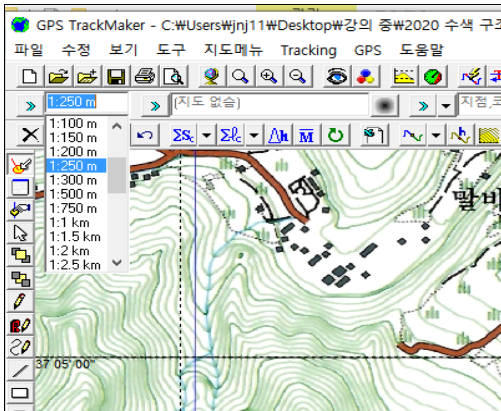 GPS TrackMaker - C:₩Users₩jnj11₩Desktop₩강의 중₩2020 수색 구조
파일 수정 보기 도구 지도메뉴 Tracking GPS 도움말
1:250 m (지도 없음) 지점,
1:100 m
1:150 m
1:200 m
1:250 m
1:300 m
1:500 m
1:750 m
1:1 km
1:1.5 km
1:2 km
1:2.5 km
37 05' 00"